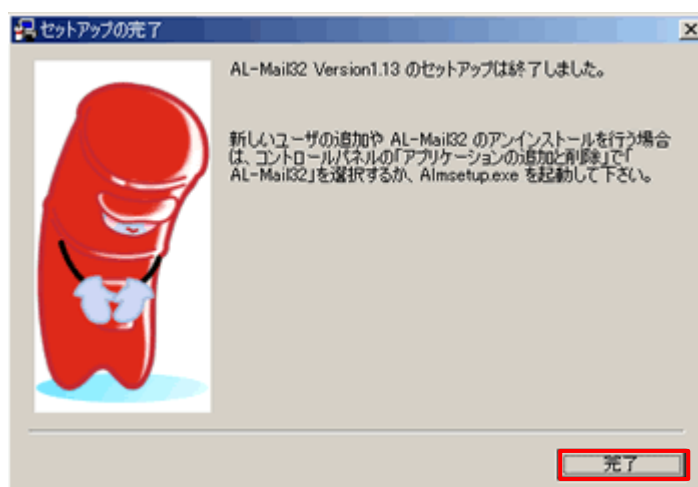 セットアップの完了
AL-Mail32 Version1.13 のセットアップは終了しました。
新しいユーザの追加や AL-Mail32 のアンインストールを行う場合
は、コントロールパネルの「アプリケーションの追加と削除」で「
AL-Mail32」を選択するか、Almsetup.exe を起動して下さい。
完了